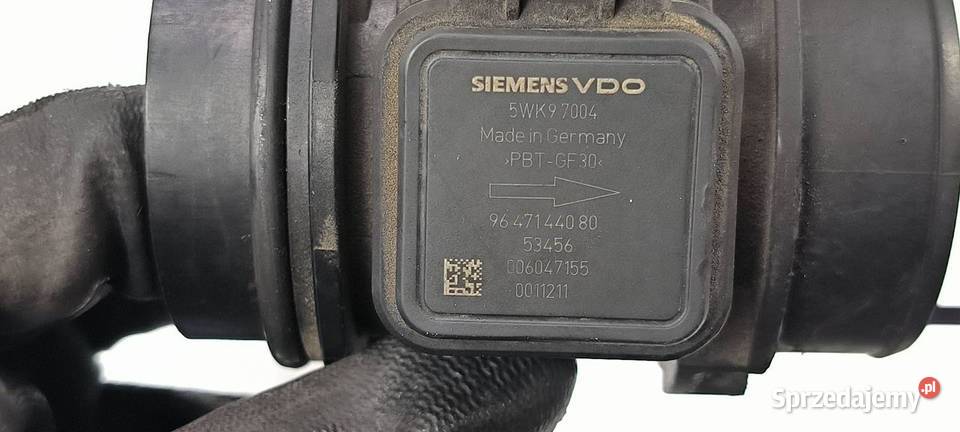 SIEMENS VDO
5WK9 7004
Made in Germany
›PBT-GF30‹
96 471 440 80
53456
006047155
0011211
Sprzedajemy.pl